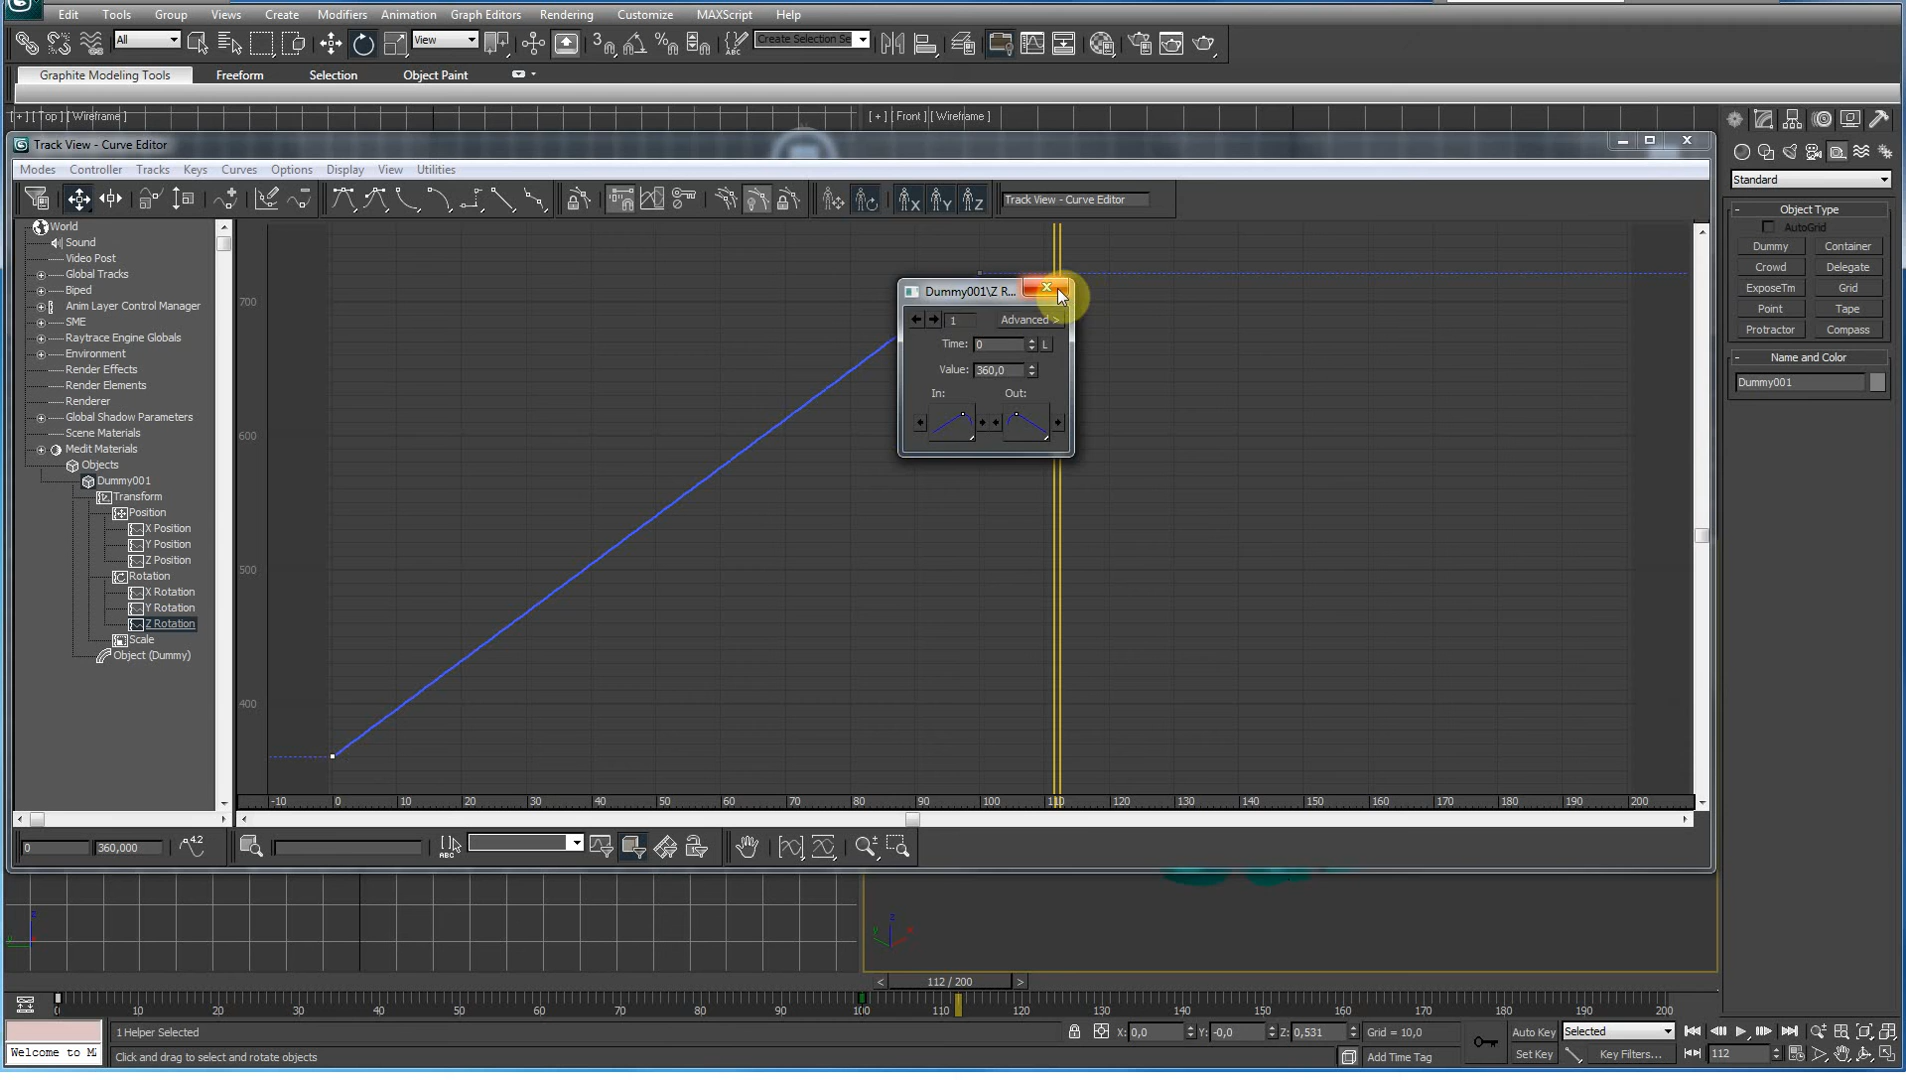 Edit Tools Group Views Create Modifiers Animation Graph Editors Rendering Customize MAXScript Help
All View Create Selection Se
Graphite Modeling Tools Freeform Selection Object Paint
[ + ] [ Top ] [ Wireframe ] [ + ] [ Front ] [ Wireframe ]
Track View - Curve Editor
Modes Controller Tracks Keys Curves Options Display View Utilities
Track View - Curve Editor
World
Sound
Video Post
Global Tracks
Biped
Anim Layer Control Manager
SME
Raytrace Engine Globals
Environment
Render Effects
Render Elements
Renderer
Global Shadow Parameters
Scene Materials
Medit Materials
Objects
Dummy001
Transform
Position
X Position
Y Position
Z Position
Rotation
X Rotation
Y Rotation
Z Rotation
Scale
Object (Dummy)
700
600
500
400
-10 0 10 20 30 40 50 60 70 80 90 100 110 120 130 140 150 160 170 180 190 200
Dummy001\Z R...
1 Advanced >
Time: 0 L
Value: 360,0
In: Out:
0 360,000 4.2
ABC
Standard
Object Type
AutoGrid
Dummy Container
Crowd Delegate
ExposeTm Grid
Point Tape
Protractor Compass
Name and Color
Dummy001
z
y
x
z
y
x
< 112 / 200 >
0 10 20 30 40 50 60 70 80 90 100 110 120 130 140 150 160 170 180 190 200
1 Helper Selected X: 0,0 Y: -0,0 Z: 0,531 Grid = 10,0 Auto Key Selected
Welcome to M Click and drag to select and rotate objects Add Time Tag Set Key Key Filters... 112